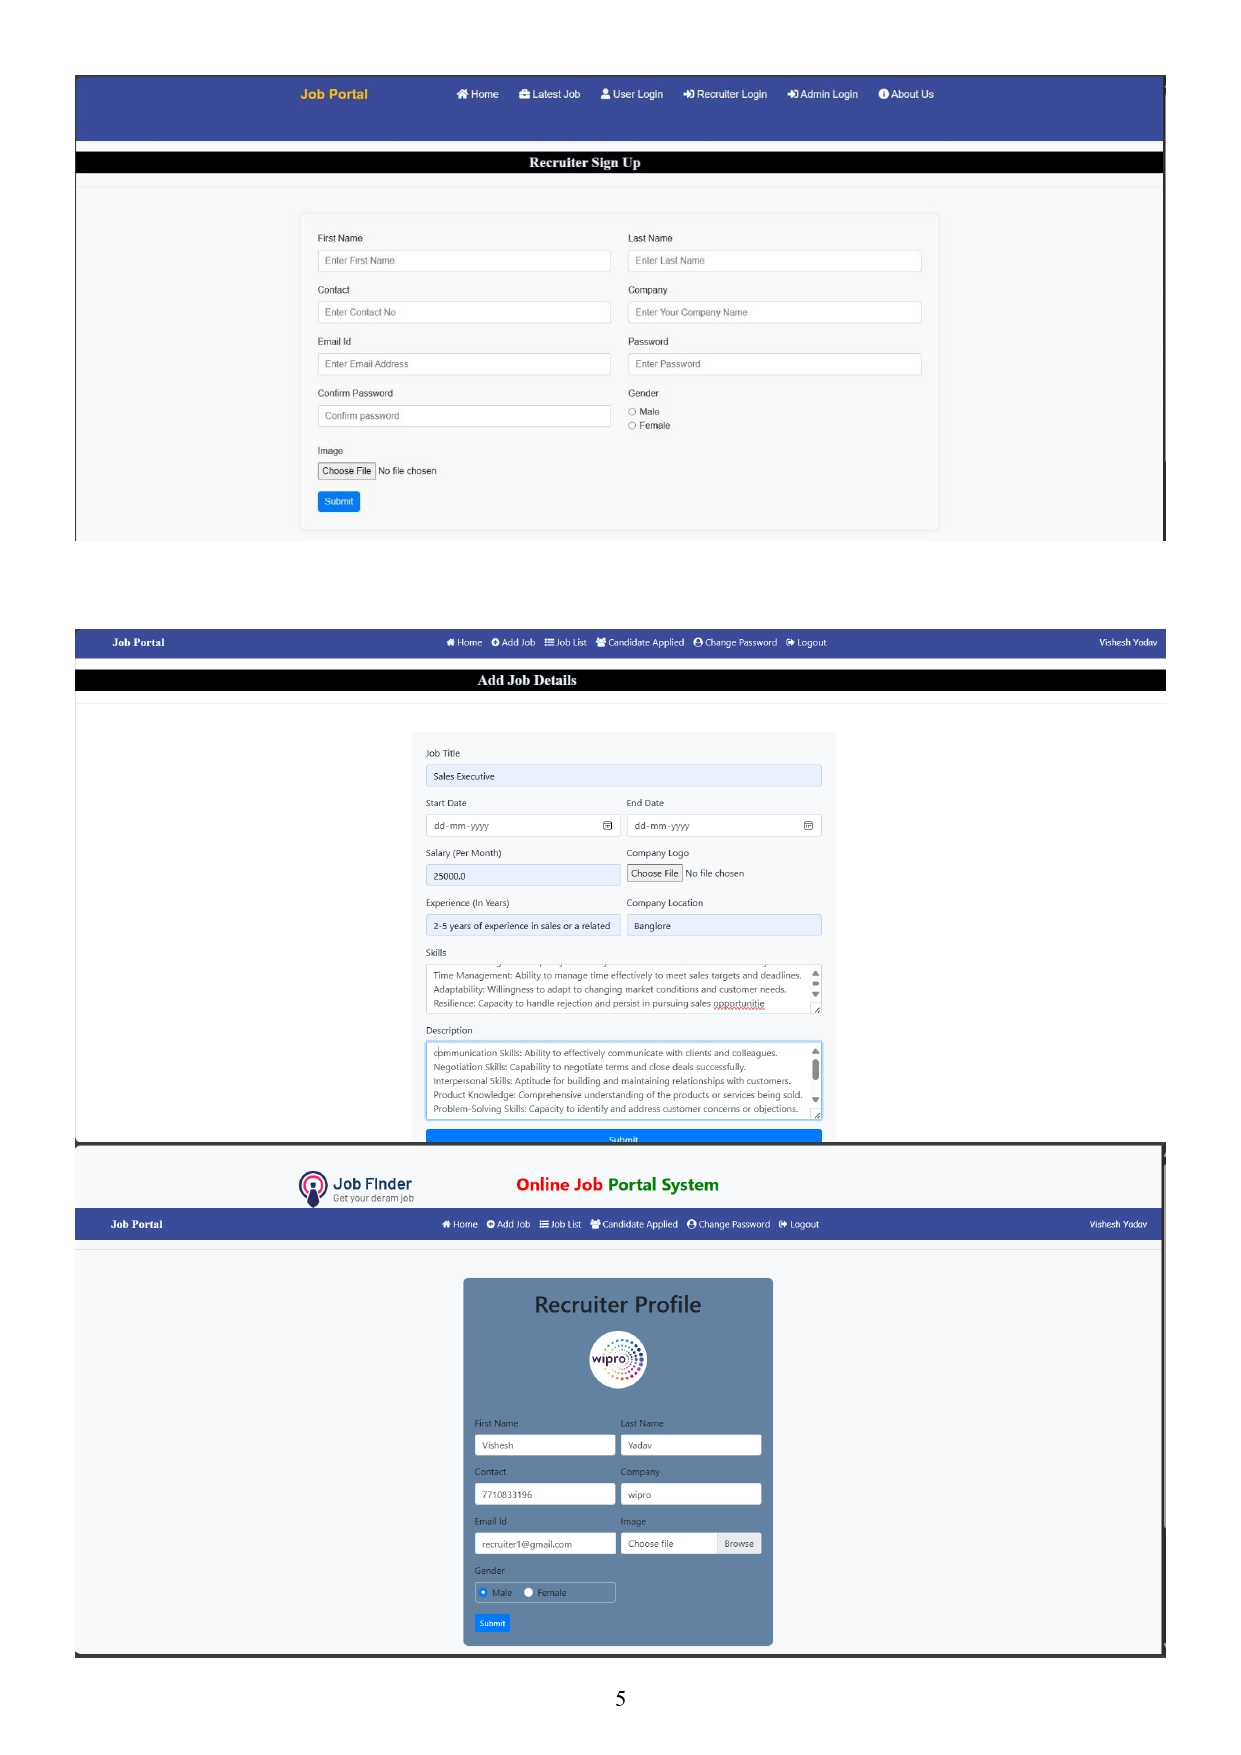 Job Portal Home Latest Job User Login Recruiter Login Admin Login About Us
Recruiter Sign Up
First Name Last Name
Enter First Name Enter Last Name
Contact Company
Enter Contact No Enter Your Company Name
Email Id Password
Enter Email Address Enter Password
Confirm Password Gender
Confirm password Male
Female
Image
Choose File No file chosen
Submit
Job Portal Home Add Job Job List Candidate Applied Change Password Logout Vishesh Yadav
Add Job Details
Job Title
Sales Executive
Start Date End Date
dd-mm-yyyy dd-mm-yyyy
Salary (Per Month) Company Logo
25000.0 Choose File No file chosen
Experience (In Years) Company Location
2-5 years of experience in sales or a related Banglore
Skills
Time Management: Ability to manage time effectively to meet sales targets and deadlines.
Adaptability: Willingness to adapt to changing market conditions and customer needs.
Resilience: Capacity to handle rejection and persist in pursuing sales opportunitie
Description
communication Skills: Ability to effectively communicate with clients and colleagues.
Negotiation Skills: Capability to negotiate terms and close deals successfully.
Interpersonal Skills: Aptitude for building and maintaining relationships with customers.
Product Knowledge: Comprehensive understanding of the products or services being sold.
Problem-Solving Skills: Capacity to identify and address customer concerns or objections.
Submit
Job Finder Online Job Portal System
Get your deram job
Job Portal Home Add Job Job List Candidate Applied Change Password Logout Vishesh Yadav
Recruiter Profile
wipro
First Name Last Name
Vishesh Yadav
Contact Company
7710833196 wipro
Email Id Image
recruiter1@gmail.com Choose file Browse
Gender
Male Female
Submit
5